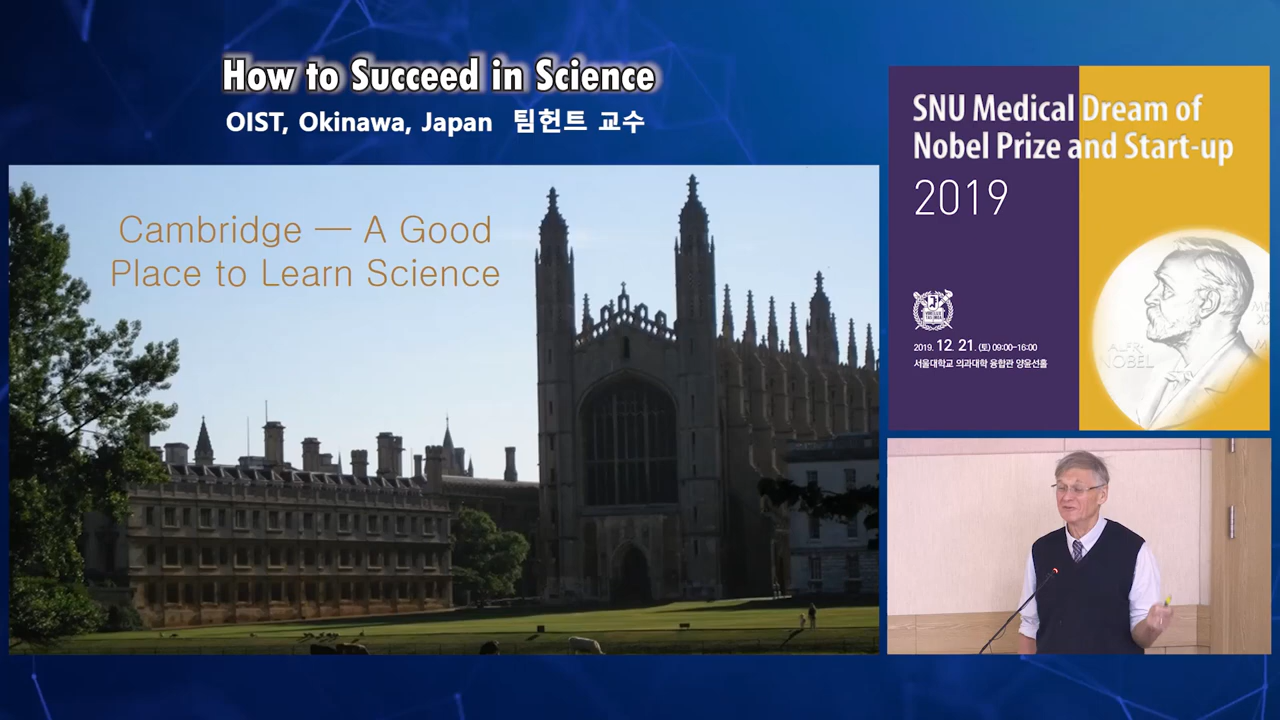 How to Succeed in Science
OIST, Okinawa, Japan 팀헌트 교수
Cambridge — A Good
Place to Learn Science
SNU Medical Dream of
Nobel Prize and Start-up
2019
2019. 12. 21. (토) 09:00~16:00
서울대학교 의과대학 융합관 양윤선홀
NOBEL